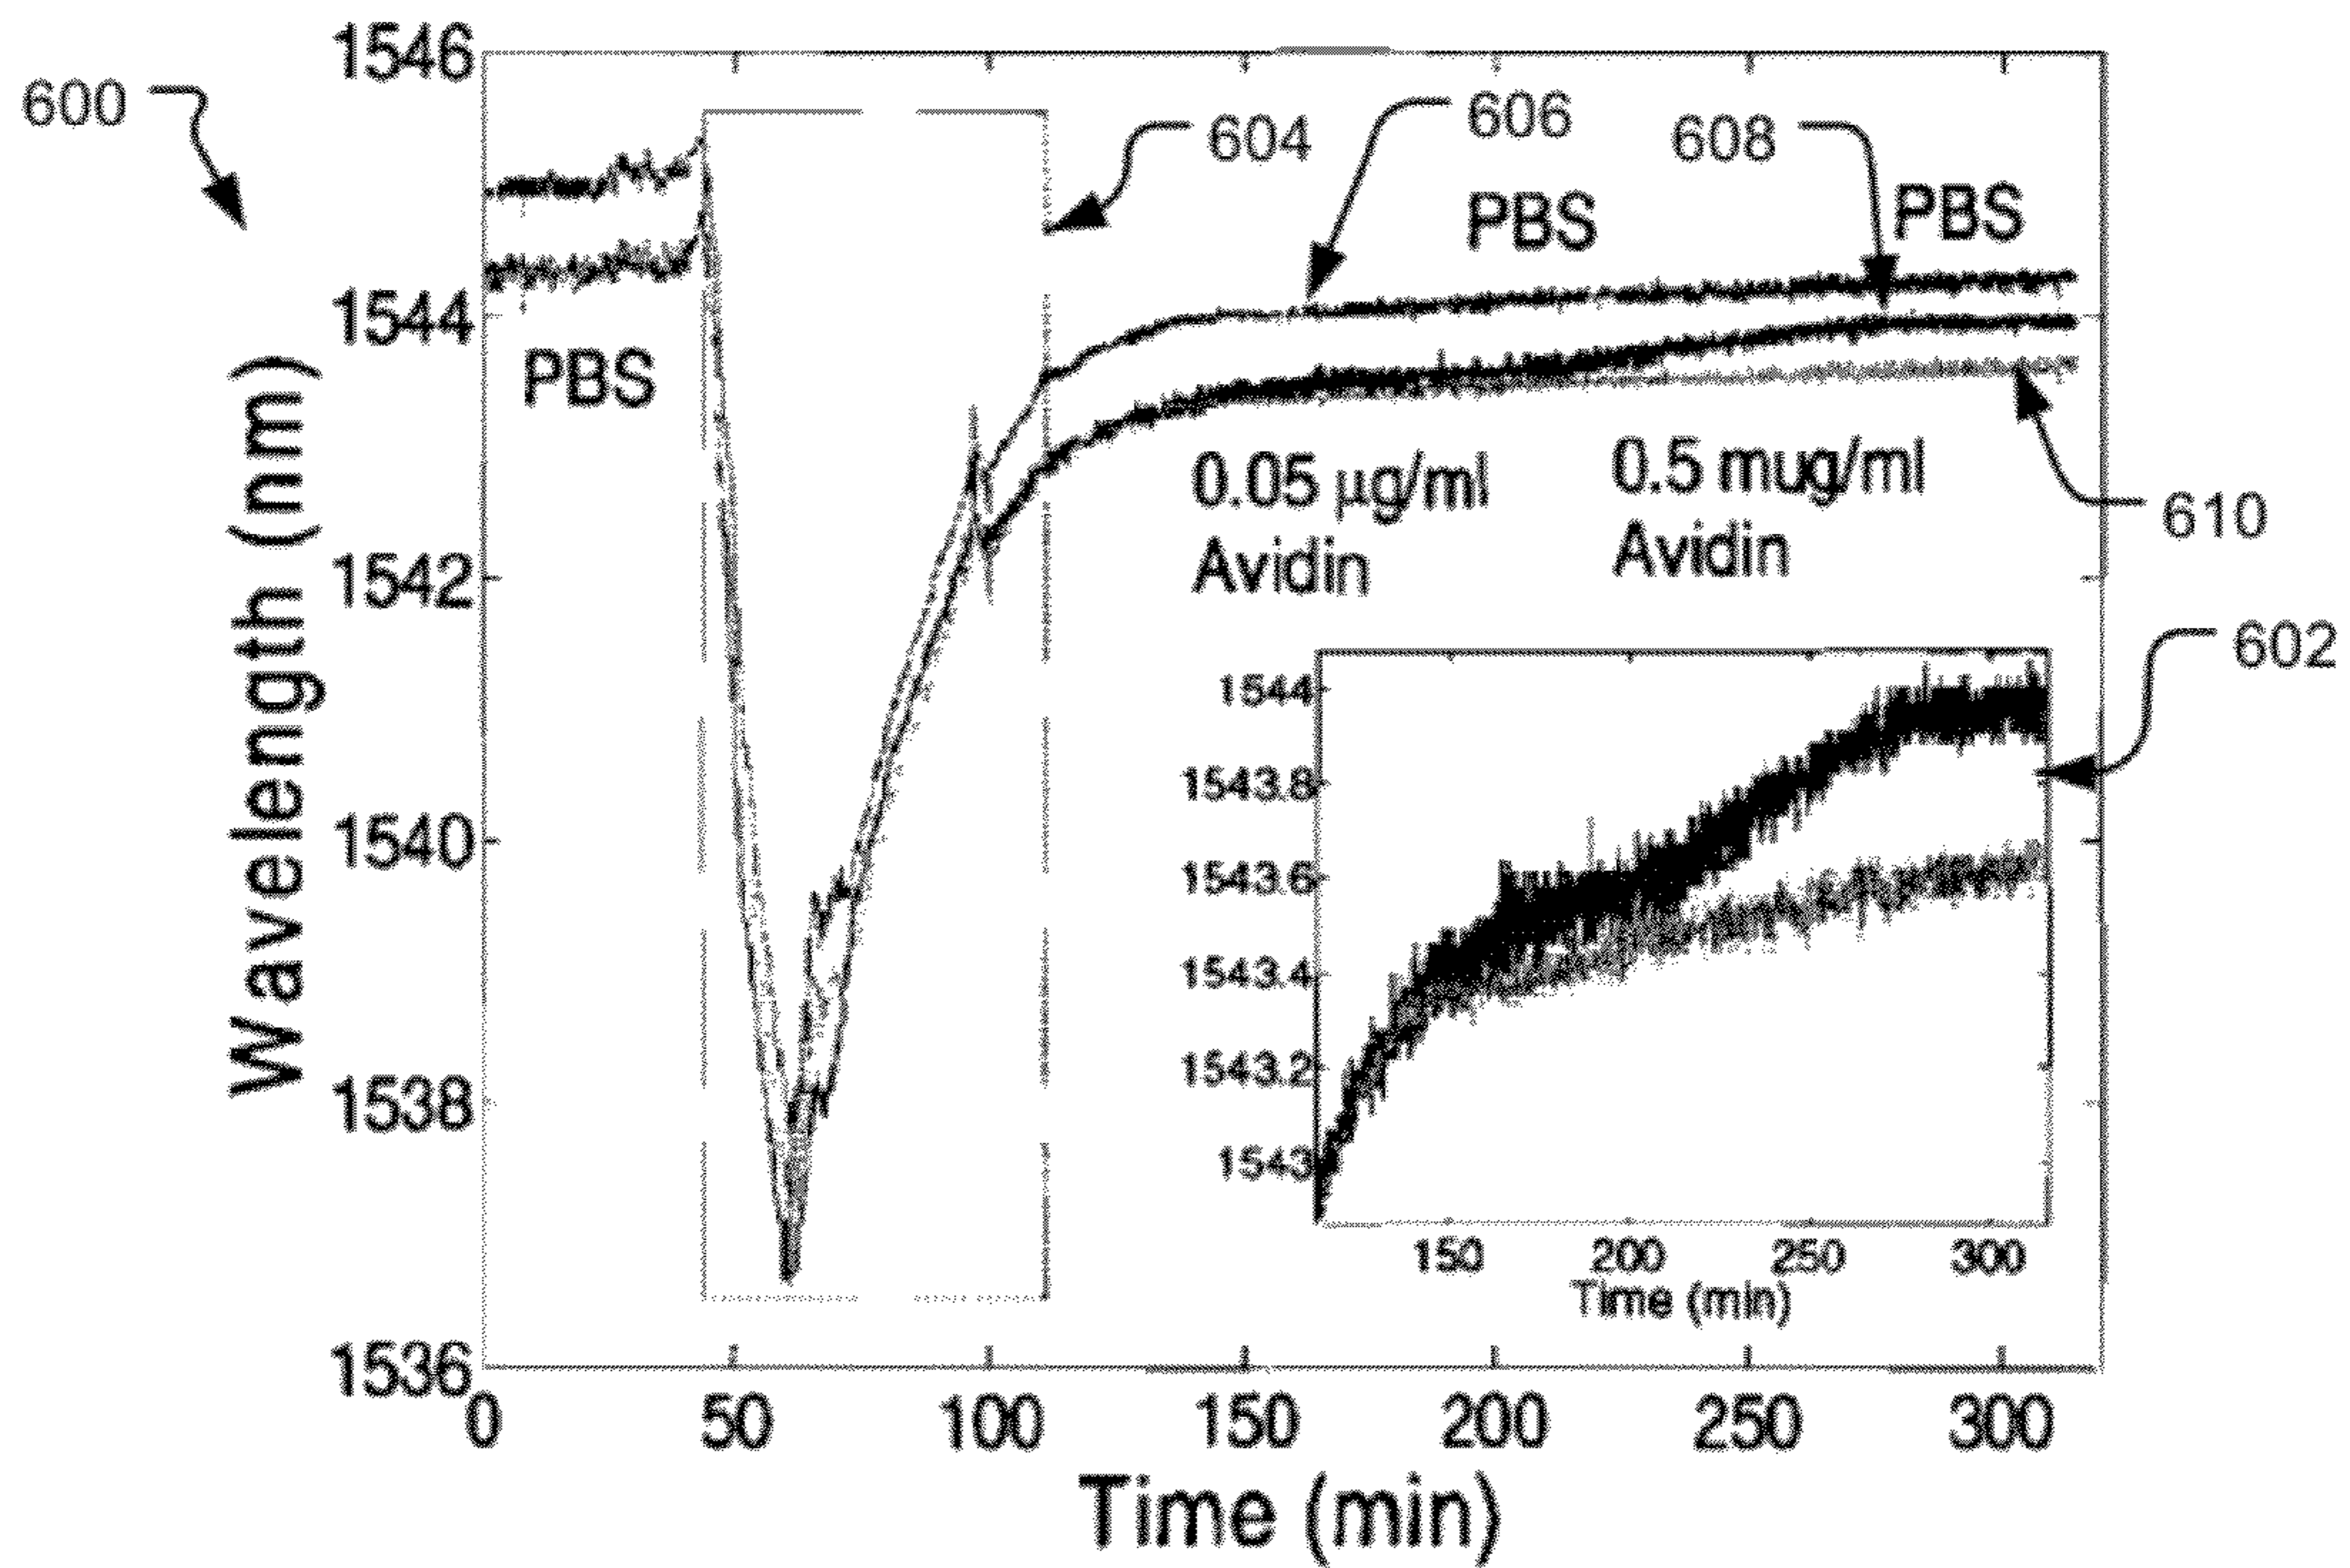 1546
600
604
606
608
PBS
PBS
1544
PBS
0.05 µg/ml
Avidin
0.5 mug/ml
Avidin
610
1542
602
1544
1543.8
1540
1543.6
1543.4
1543.2
1538
1543
150 200 250 300
Time (min)
1536
0 50 100 150 200 250 300
Time (min)
Wavelength (nm)